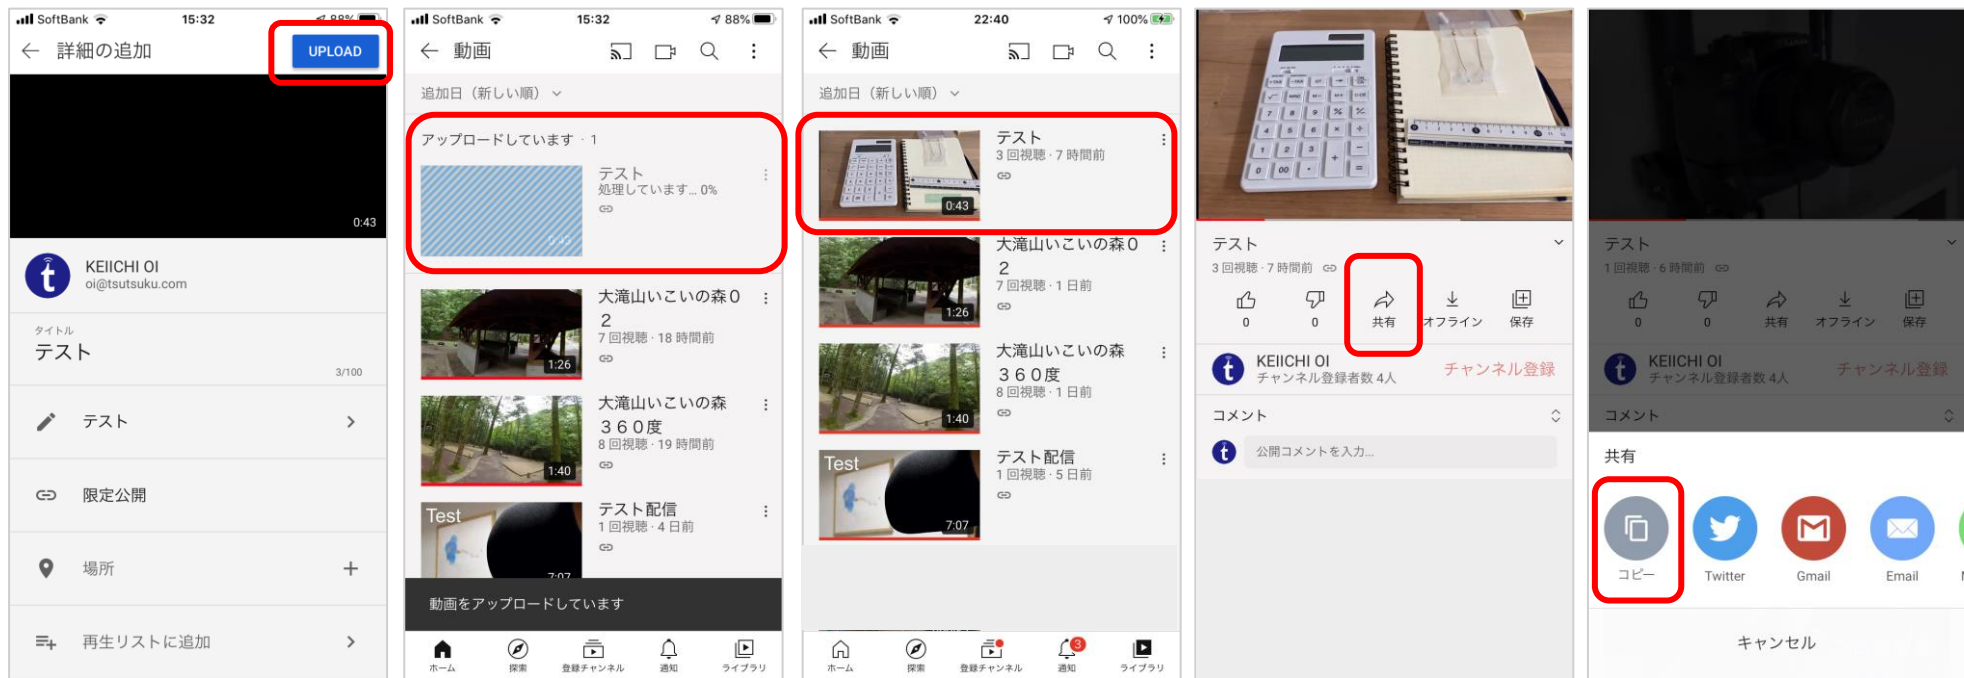 SoftBank 15:32 88%
詳細の追加 UPLOAD
0:43
KEIICHI OI
oi@tsutsuku.com
タイトル
テスト
3/100
テスト
限定公開
場所
再生リストに追加
SoftBank 15:32 88%
動画
追加日（新しい順）
アップロードしています · 1
テスト
処理しています... 0%
0:43
大滝山いこいの森０
２
7 回視聴 · 18 時間前
1:26
大滝山いこいの森
３６０度
8 回視聴 · 19 時間前
1:40
Test
テスト配信
1 回視聴 · 4 日前
7:07
動画をアップロードしています
ホーム 探索 登録チャンネル 通知 ライブラリ
SoftBank 22:40 100%
動画
追加日（新しい順）
テスト
3 回視聴 · 7 時間前
0:43
大滝山いこいの森０
２
7 回視聴 · 1 日前
1:26
大滝山いこいの森
３６０度
8 回視聴 · 1 日前
1:40
Test
テスト配信
1 回視聴 · 5 日前
7:07
3
ホーム 探索 登録チャンネル 通知 ライブラリ
7 8 9 % 
4 5 6 × ÷
1 2 3 + −
0 00 · =
テスト
3 回視聴 · 7 時間前
0 0 共有 オフライン 保存
KEIICHI OI
チャンネル登録者数 4人
チャンネル登録
コメント
公開コメントを入力...
テスト
1 回視聴 · 6 時間前
0 0 共有 オフライン 保存
KEIICHI OI
チャンネル登録者数 4人
チャンネル登録
コメント
共有
コピー Twitter Gmail Email
キャンセル